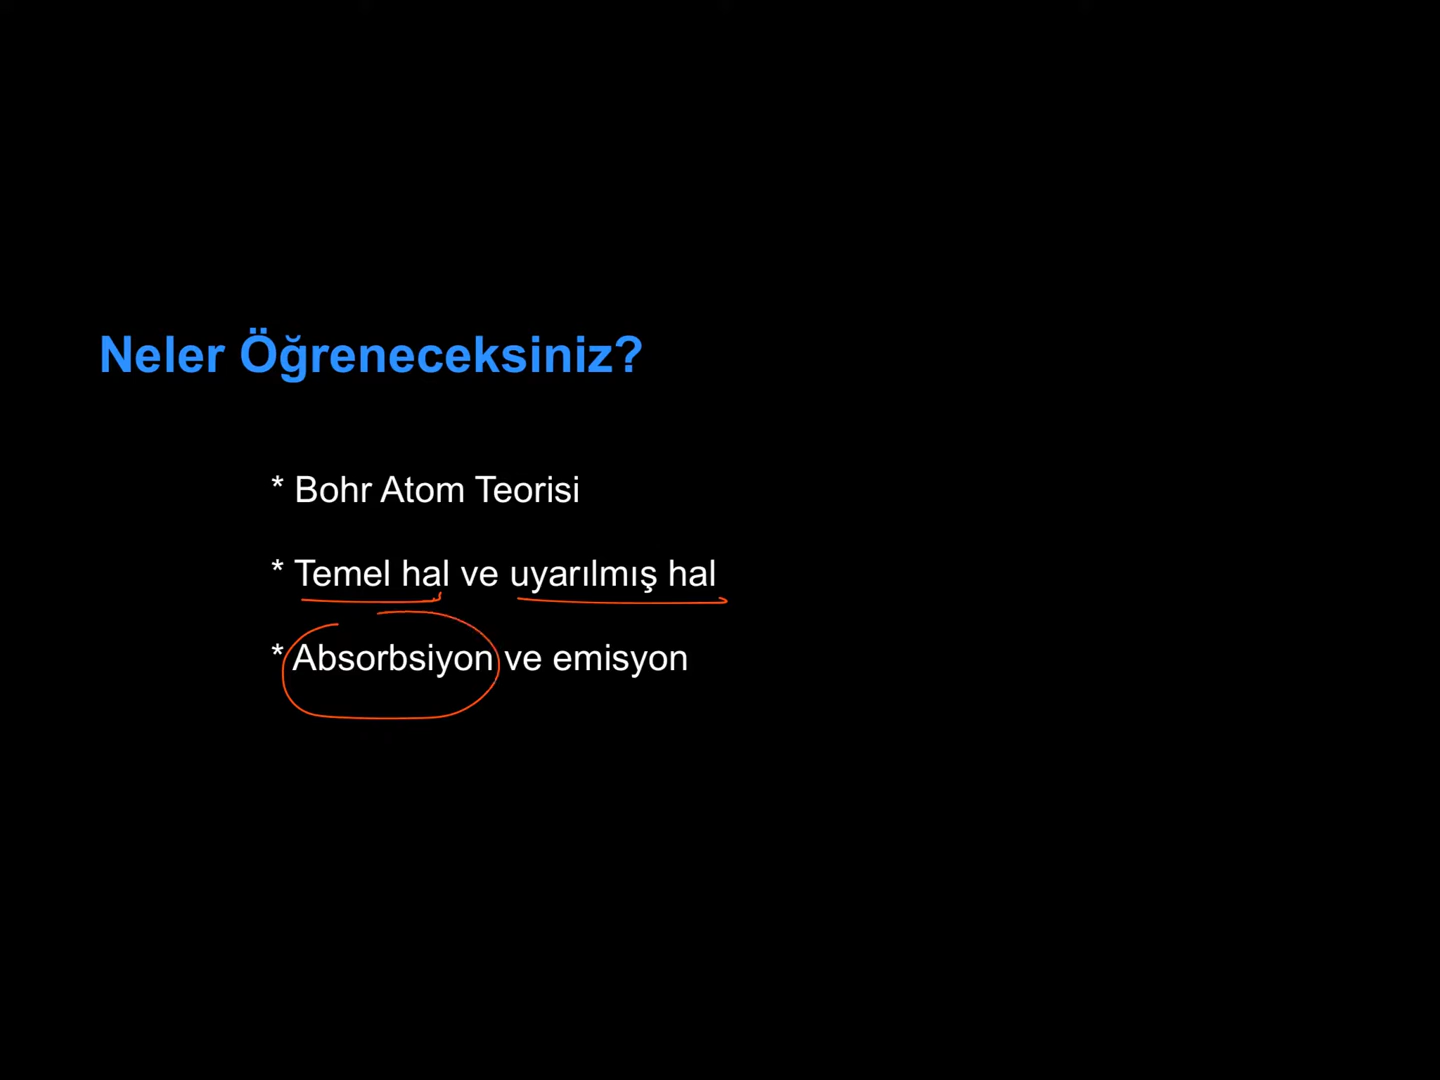 Neler Öğreneceksiniz?
* Bohr Atom Teorisi
* Temel hal ve uyarılmış hal
* Absorbsiyon ve emisyon